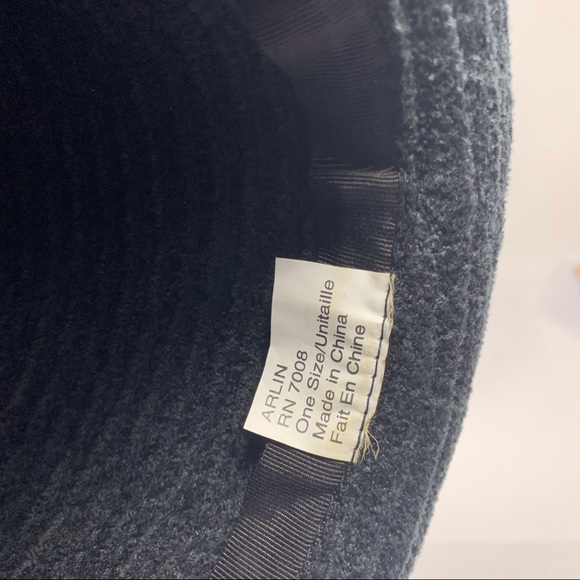 ARLIN
RN 7008
One Size/Unitaille
Made in China
Fait En Chine